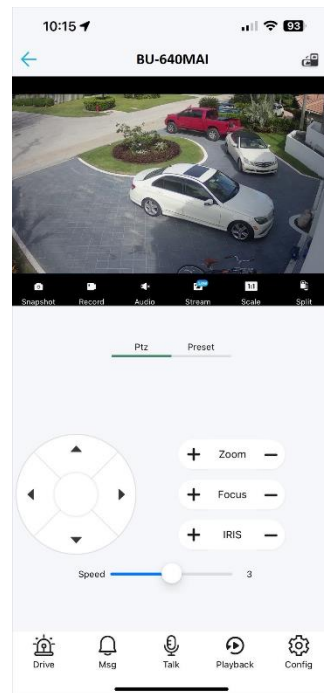 10:15
93
BU-640MAI
Snapshot Record Audio Stream Scale Split
1:1
Ptz Preset
+ Zoom −
+ Focus −
+ IRIS −
Speed 3
Drive Msg Talk Playback Config